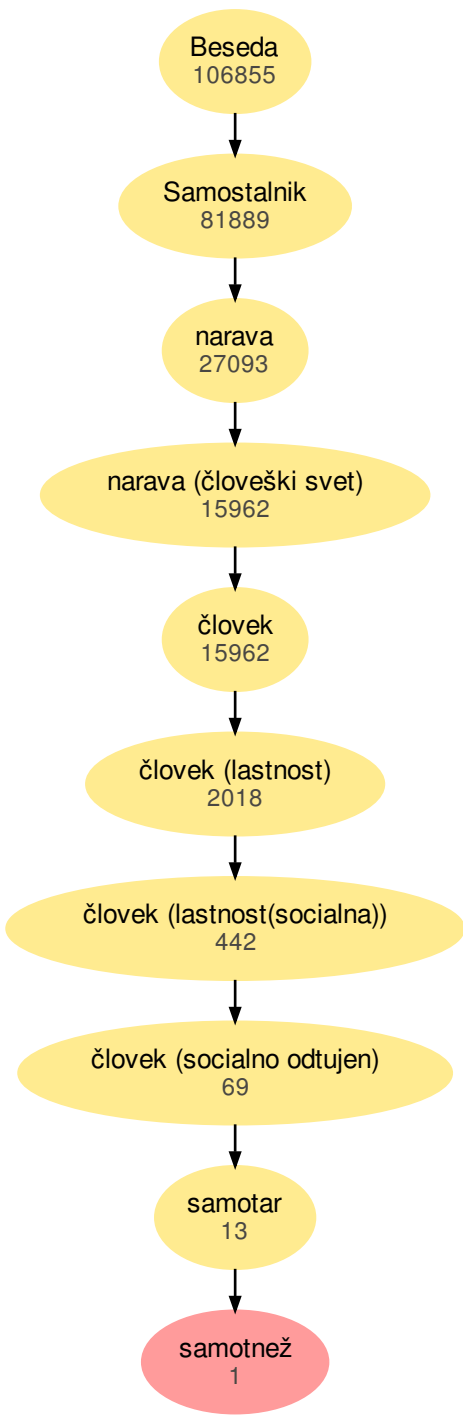 Beseda
106855
Samostalnik
81889
narava
27093
narava (človeški svet)
15962
človek
15962
človek (lastnost)
2018
človek (lastnost(socialna))
442
človek (socialno odtujen)
69
samotar
13
samotnež
1